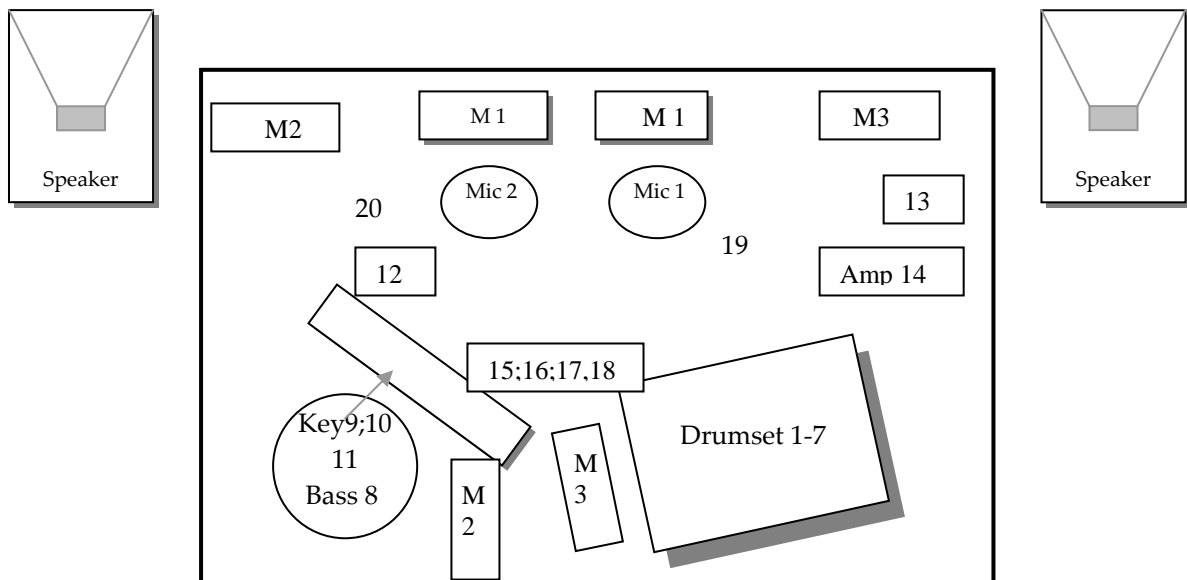 Speaker
Speaker
M2
M 1
M 1
M3
Mic 2
Mic 1
13
20
19
12
Amp 14
15;16;17,18
Key9;10
11
Bass 8
Drumset 1-7
M
2
M
3